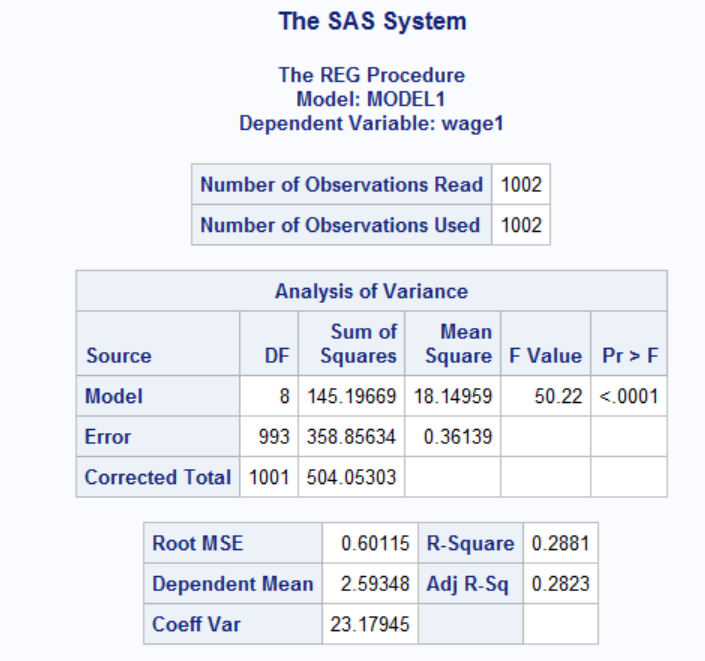 The SAS System
The REG Procedure
Model: MODEL1
Dependent Variable: wage1
Number of Observations Read 1002
Number of Observations Used 1002
Analysis of Variance
Source DF Sum of Squares Mean Square F Value Pr > F
Model 8 145.19669 18.14959 50.22 <.0001
Error 993 358.85634 0.36139
Corrected Total 1001 504.05303
Root MSE 0.60115 R-Square 0.2881
Dependent Mean 2.59348 Adj R-Sq 0.2823
Coeff Var 23.17945